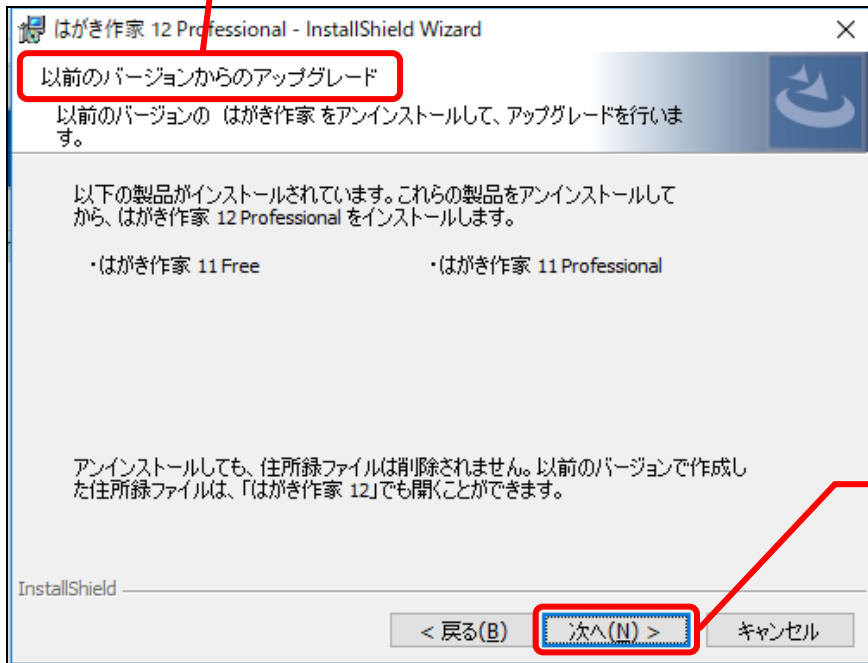 はがき作家 12 Professional - InstallShield Wizard
以前のバージョンからのアップグレード
以前のバージョンの はがき作家 をアンインストールして、アップグレードを行いま
す。
以下の製品がインストールされています。これらの製品をアンインストールして
から、はがき作家 12 Professional をインストールします。
・はがき作家 11 Free ・はがき作家 11 Professional
アンインストールしても、住所録ファイルは削除されません。以前のバージョンで作成し
た住所録ファイルは、「はがき作家 12」でも開くことができます。
InstallShield
< 戻る(B) 次へ(N) > キャンセル